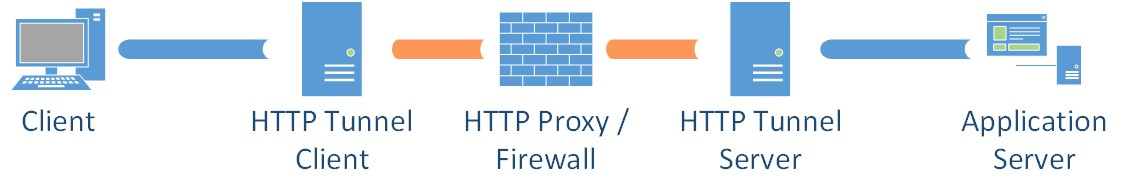 Client
HTTP Tunnel
Client
HTTP Proxy /
Firewall
HTTP Tunnel
Server
Application
Server